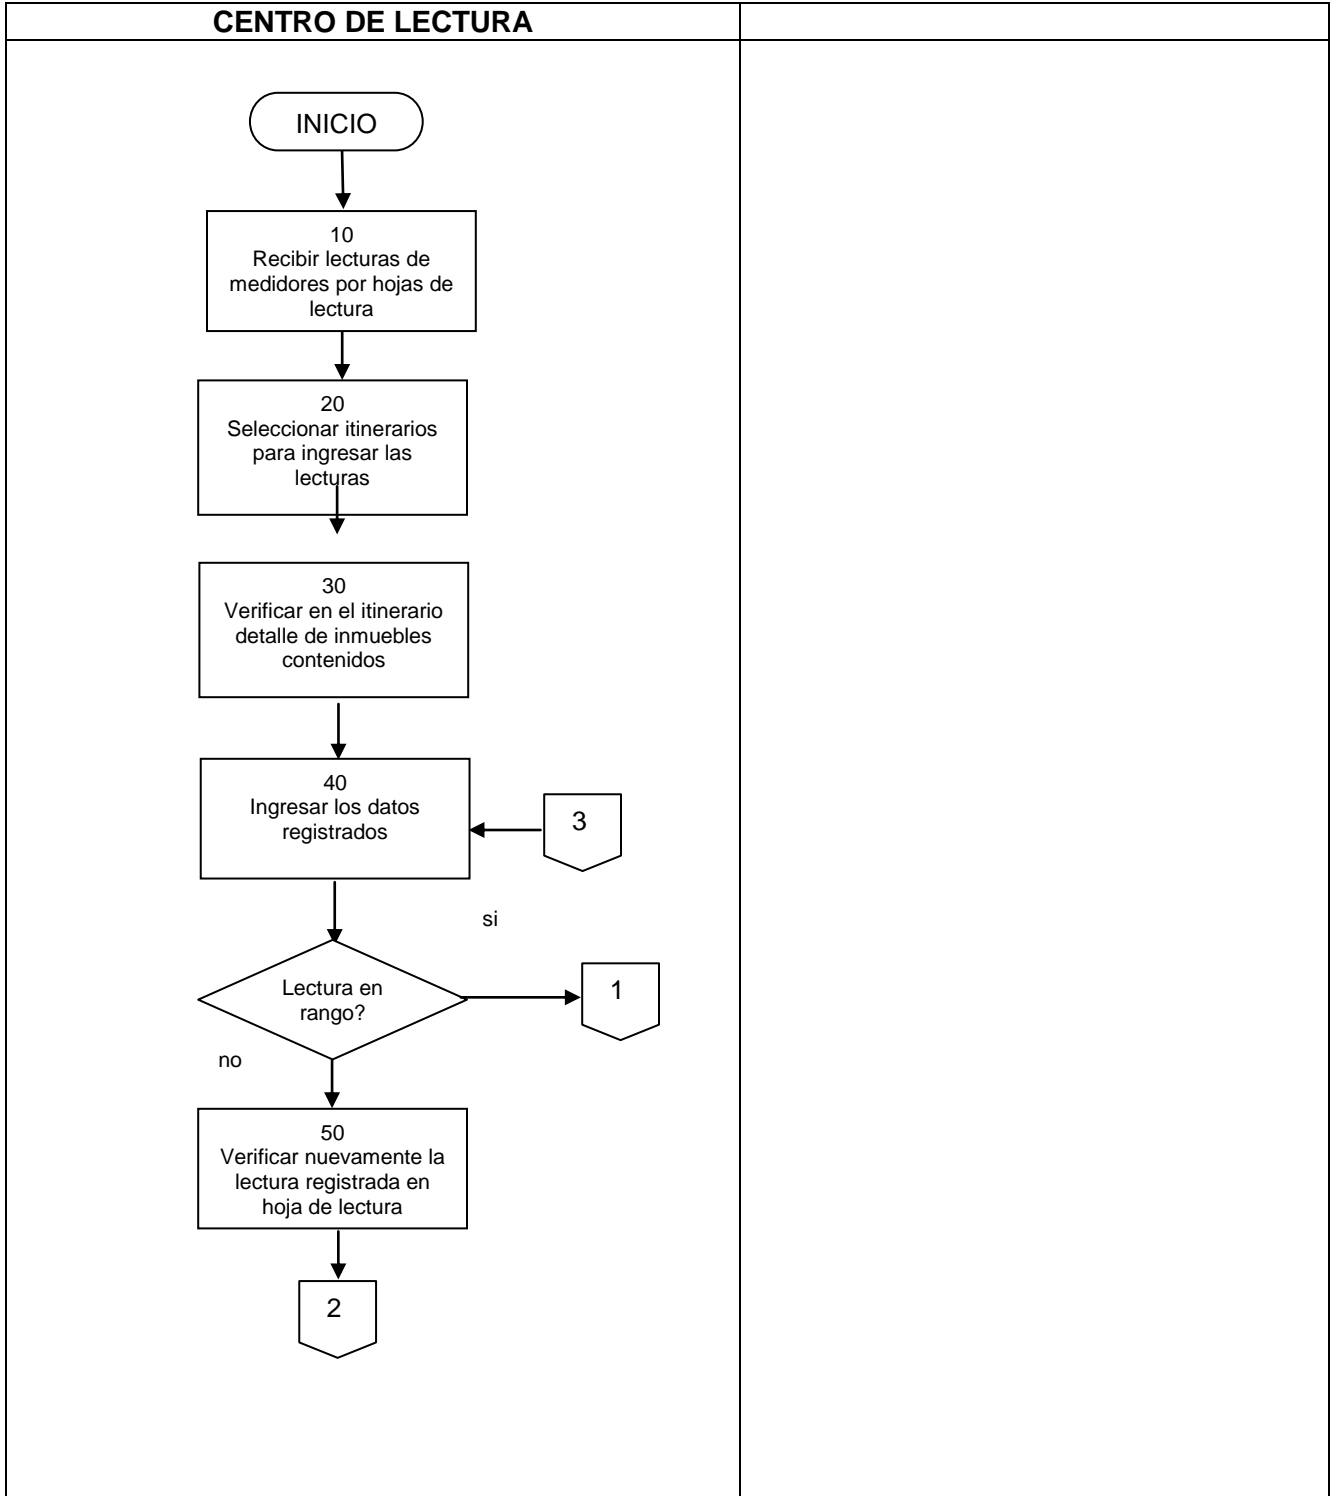 CENTRO DE LECTURA
INICIO
10
Recibir lecturas de
medidores por hojas de
lectura
20
Seleccionar itinerarios
para ingresar las
lecturas
30
Verificar en el itinerario
detalle de inmuebles
contenidos
40
Ingresar los datos
registrados
3
si
Lectura en
rango?
1
no
50
Verificar nuevamente la
lectura registrada en
hoja de lectura
2